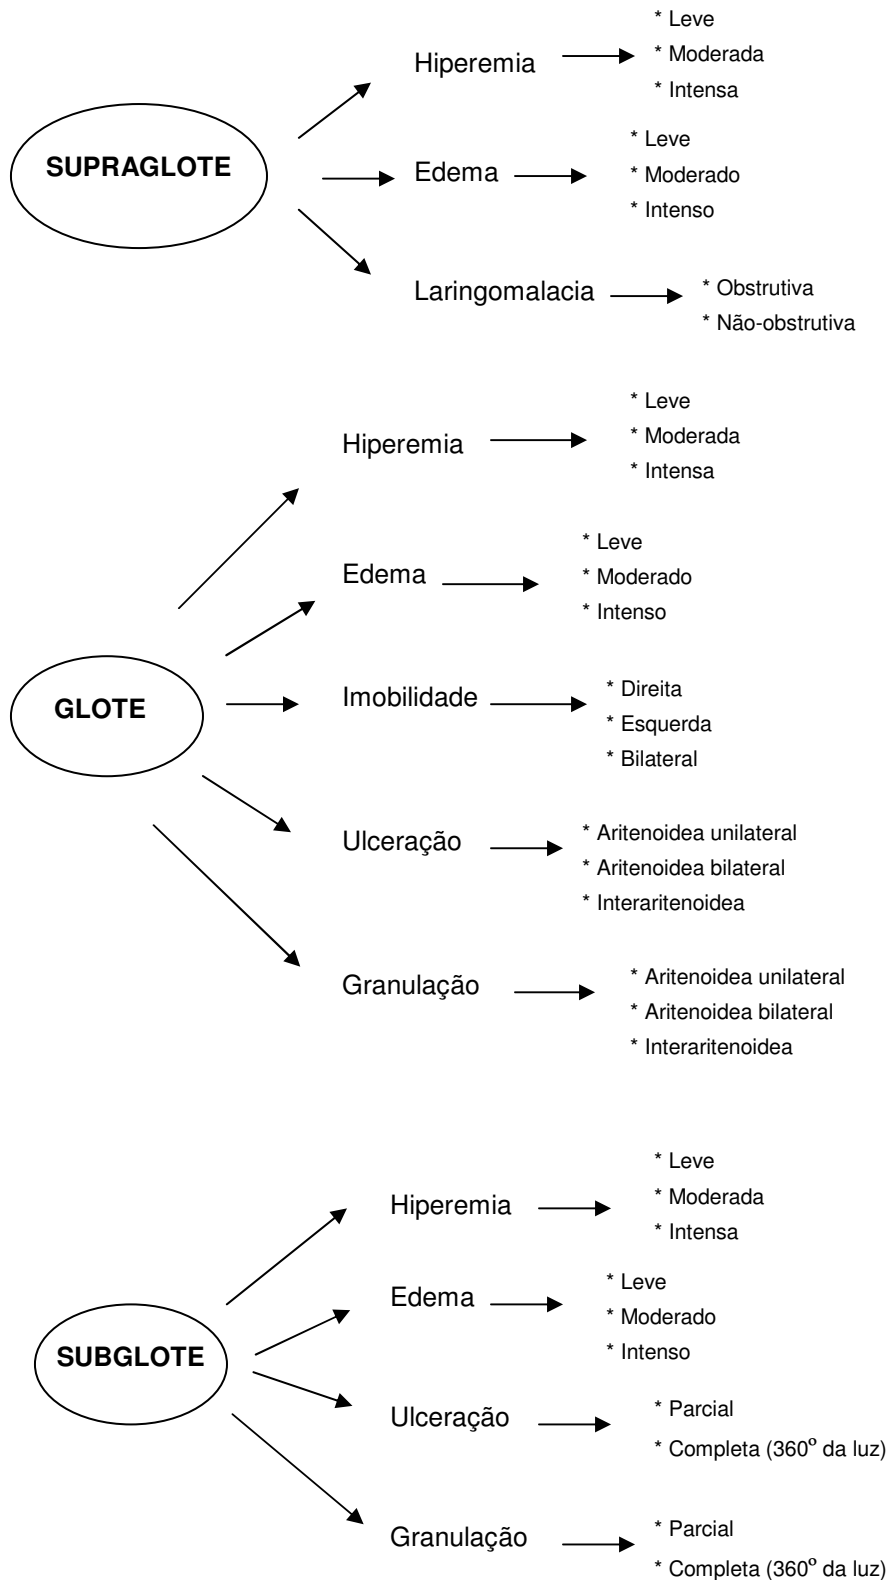 SUPRAGLOTE
Hiperemia
* Leve
* Moderada
* Intensa
Edema
* Leve
* Moderado
* Intenso
Laringomalacia
* Obstrutiva
* Não-obstrutiva
GLOTE
Hiperemia
* Leve
* Moderada
* Intensa
Edema
* Leve
* Moderado
* Intenso
Imobilidade
* Direita
* Esquerda
* Bilateral
Ulceração
* Aritenoidea unilateral
* Aritenoidea bilateral
* Interaritenoidea
Granulação
* Aritenoidea unilateral
* Aritenoidea bilateral
* Interaritenoidea
SUBGLOTE
Hiperemia
* Leve
* Moderada
* Intensa
Edema
* Leve
* Moderado
* Intenso
Ulceração
* Parcial
* Completa (360º da luz)
Granulação
* Parcial
* Completa (360º da luz)